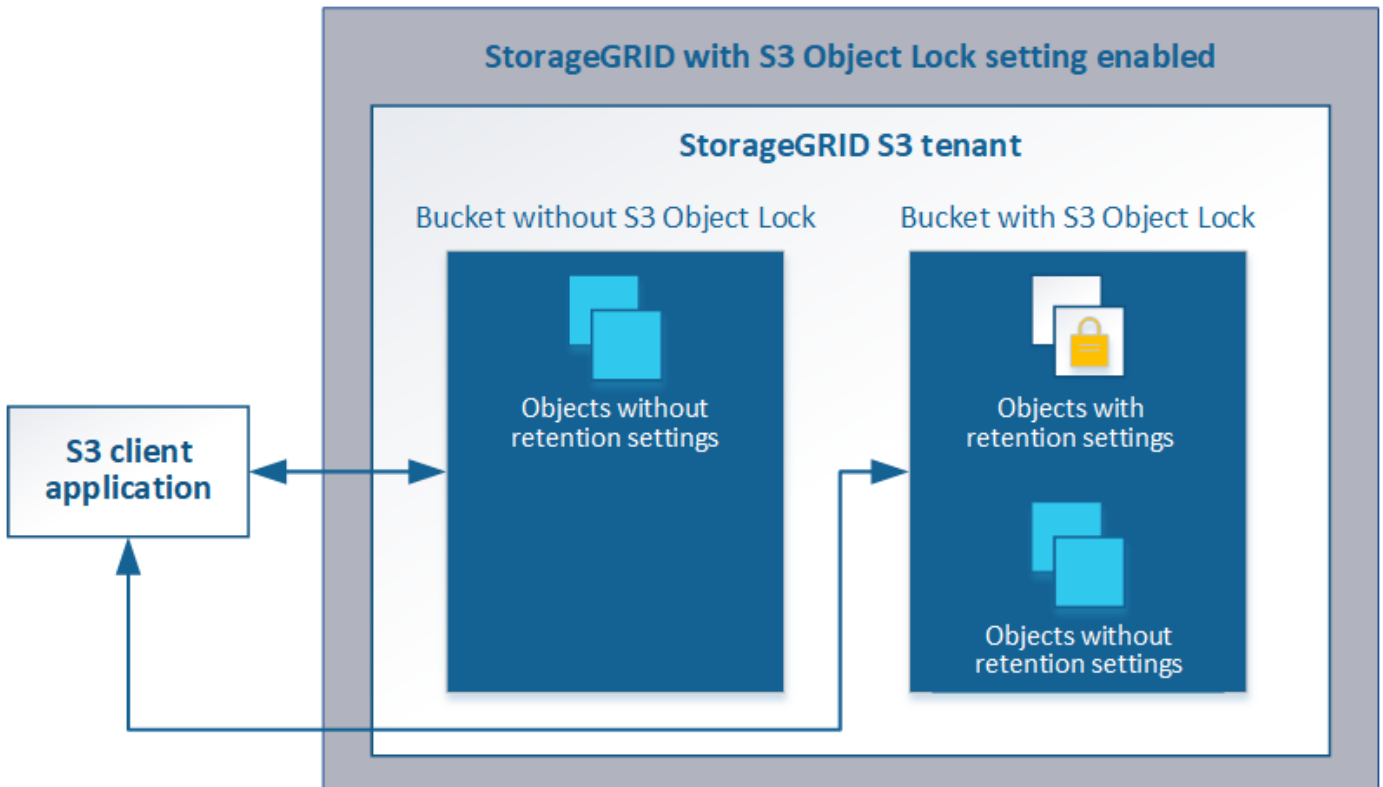 StorageGRID with S3 Object Lock setting enabled
StorageGRID S3 tenant
Bucket without S3 Object Lock
Bucket with S3 Object Lock
Objects without
retention settings
Objects with
retention settings
S3 client
application
Objects without
retention settings